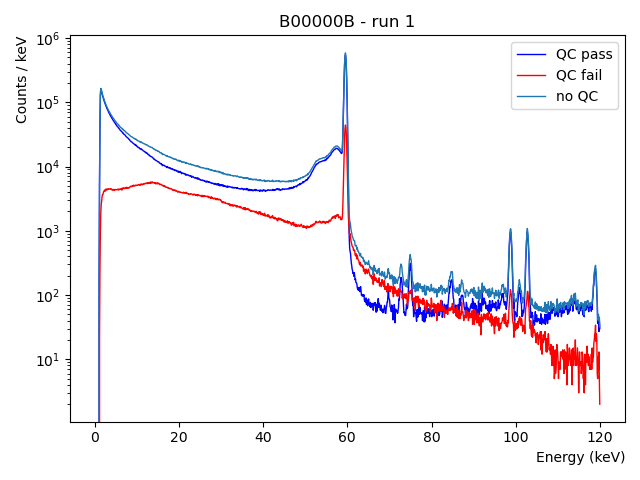 B00000B - run 1
Counts / keV
10^6
10^5
10^4
10^3
10^2
10^1
QC pass
QC fail
no QC
0 20 40 60 80 100 120
Energy (keV)